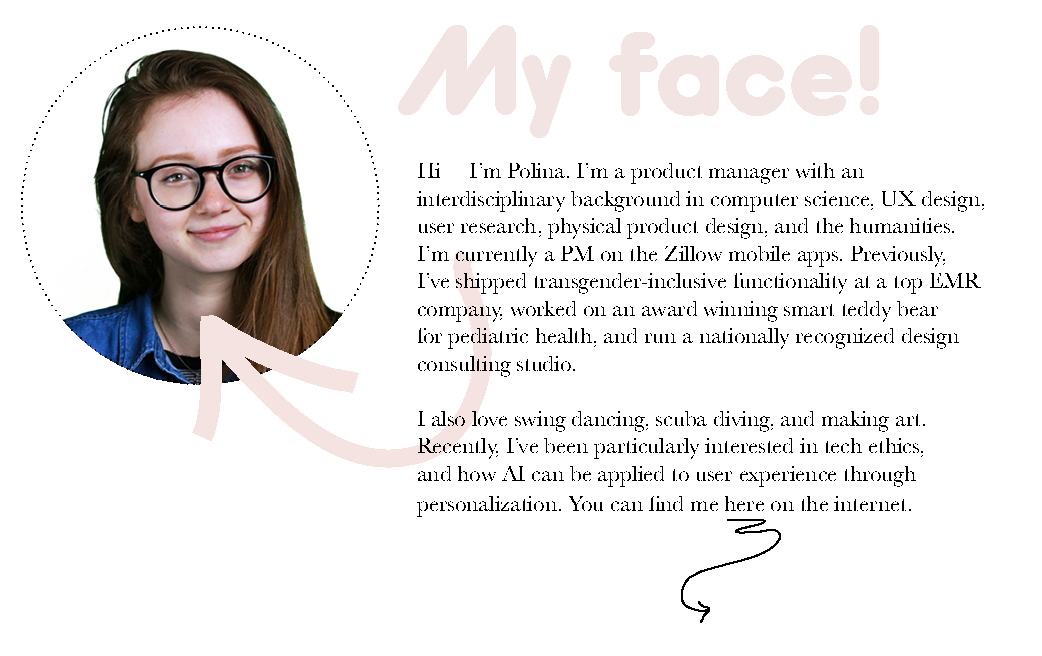 My face!
Hi I'm Polina. I'm a product manager with an
interdisciplinary background in computer science, UX design,
user research, physical product design, and the humanities.
I'm currently a PM on the Zillow mobile apps. Previously,
I've shipped transgender-inclusive functionality at a top EMR
company, worked on an award winning smart teddy bear
for pediatric health, and run a nationally recognized design
consulting studio.
I also love swing dancing, scuba diving, and making art.
Recently, I've been particularly interested in tech ethics,
and how AI can be applied to user experience through
personalization. You can find me here on the internet.